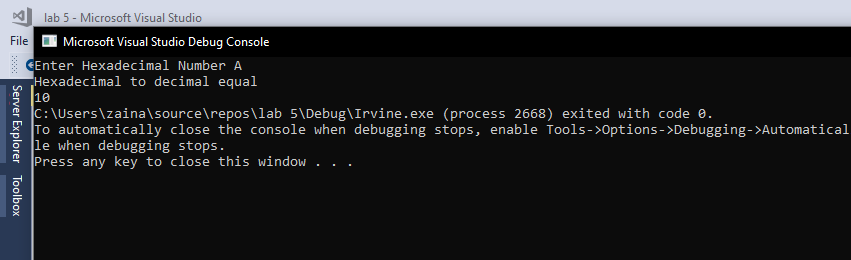 lab 5 - Microsoft Visual Studio
File
Microsoft Visual Studio Debug Console
Server Explorer
Toolbox
Enter Hexadecimal Number A
Hexadecimal to decimal equal
10
C:\Users\zaina\source\repos\lab 5\Debug\Irvine.exe (process 2668) exited with code 0.
To automatically close the console when debugging stops, enable Tools->Options->Debugging->Automatical
le when debugging stops.
Press any key to close this window . . .